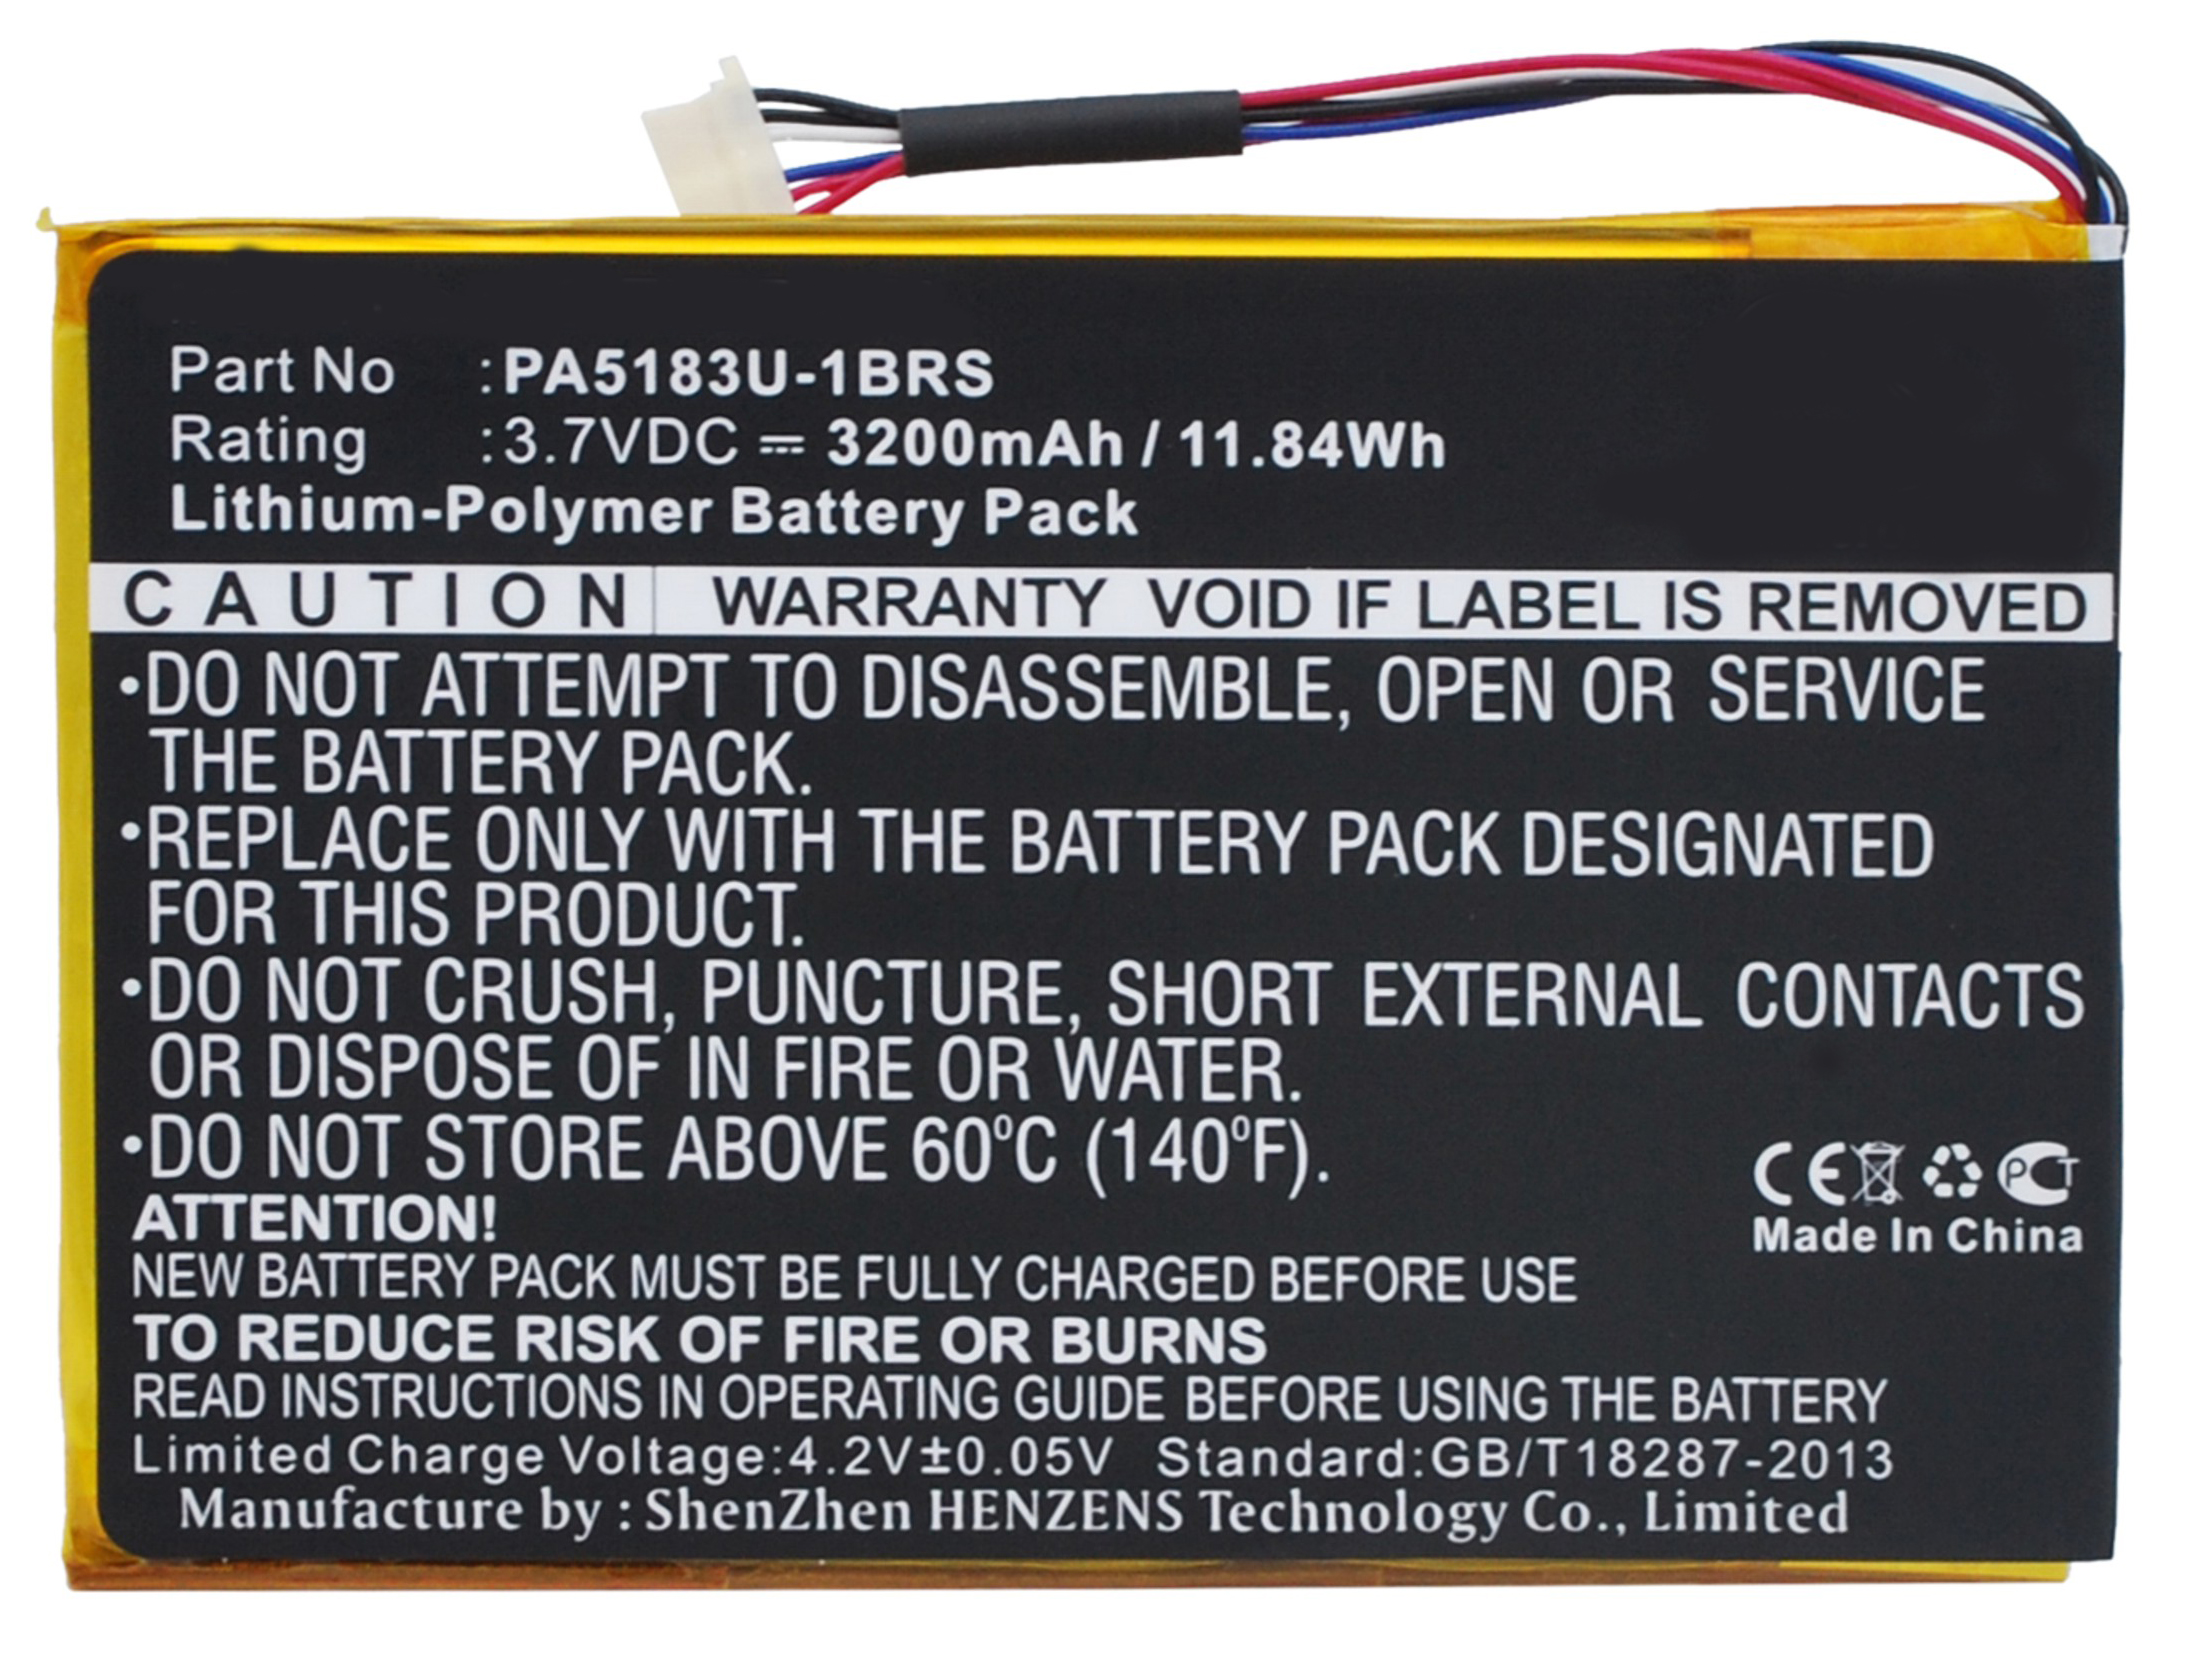 Part No : PA5183U-1BRS
Rating : 3.7VDC ⎓ 3200mAh / 11.84Wh
Lithium-Polymer Battery Pack
CAUTION WARRANTY VOID IF LABEL IS REMOVED
•DO NOT ATTEMPT TO DISASSEMBLE, OPEN OR SERVICE
THE BATTERY PACK.
•REPLACE ONLY WITH THE BATTERY PACK DESIGNATED
FOR THIS PRODUCT.
•DO NOT CRUSH, PUNCTURE, SHORT EXTERNAL CONTACTS
OR DISPOSE OF IN FIRE OR WATER.
•DO NOT STORE ABOVE 60°C (140°F).
CE PCT
Made In China
ATTENTION!
NEW BATTERY PACK MUST BE FULLY CHARGED BEFORE USE
TO REDUCE RISK OF FIRE OR BURNS
READ INSTRUCTIONS IN OPERATING GUIDE BEFORE USING THE BATTERY
Limited Charge Voltage:4.2V±0.05V Standard:GB/T18287-2013
Manufacture by : ShenZhen HENZENS Technology Co., Limited